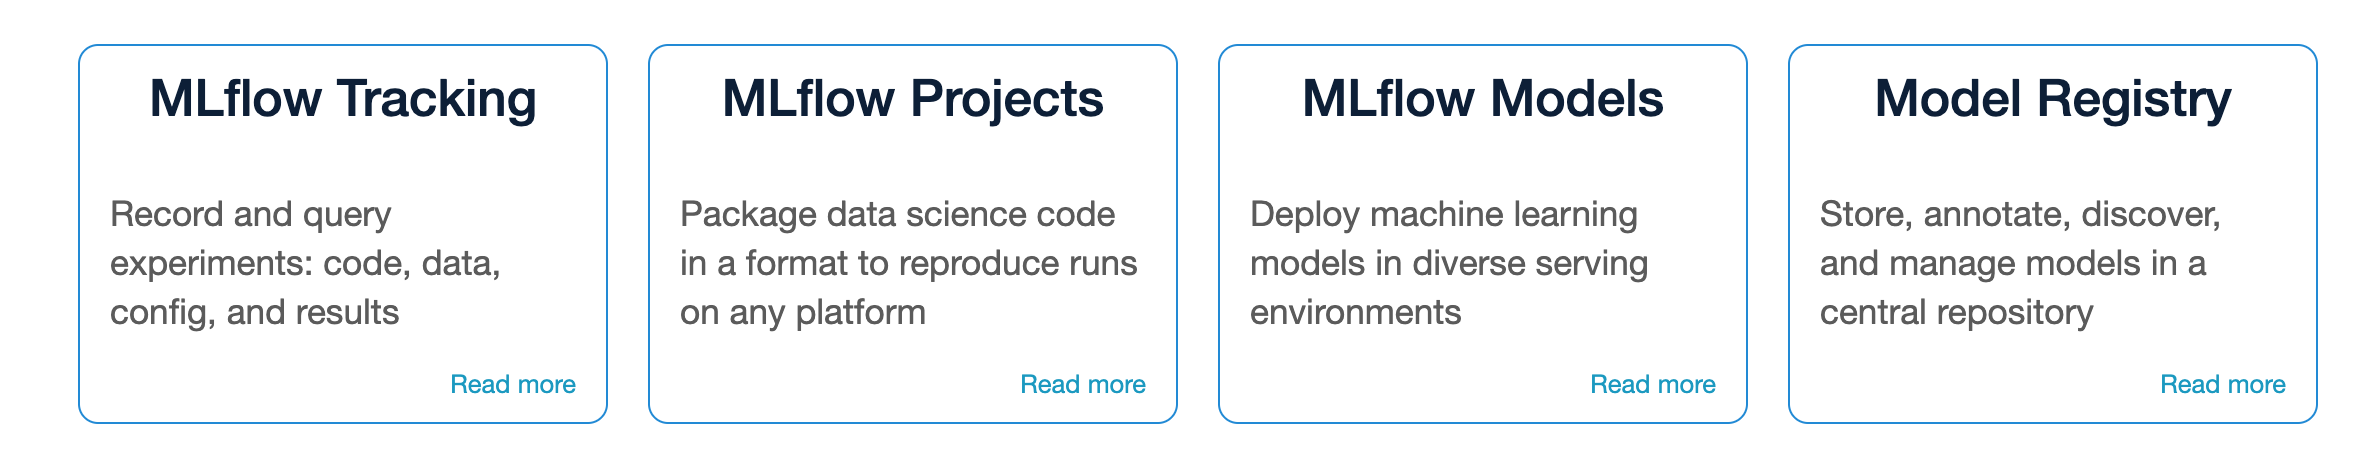 MLflow Tracking
Record and query
experiments: code, data,
config, and results
Read more
MLflow Projects
Package data science code
in a format to reproduce runs
on any platform
Read more
MLflow Models
Deploy machine learning
models in diverse serving
environments
Read more
Model Registry
Store, annotate, discover,
and manage models in a
central repository
Read more